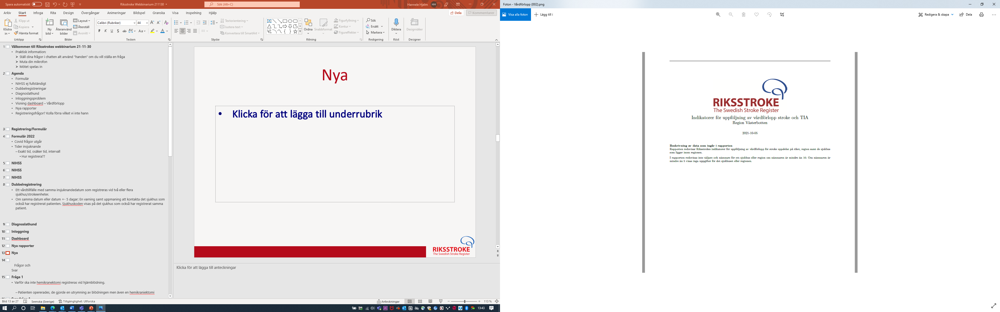 Spara automatiskt
Riksstroke Webbinarium 211130
Sök (Alt+C)
Hannele Hjelm
HH
Arkiv
Start
Infoga
Rita
Design
Övergångar
Animeringar
Bildspel
Granska
Visa
Inspelning
Hjälp
Dela
Kommentarer
Klistra in
Klipp ut
Kopiera
Hämta format
Urklipp
Ny bild
Återanvänd bilder
Layout
Återställ
Avsnitt
Bilder
Calibri (Rubriker)
44
F K U S ab AV Aa
Tecken
Textorientering
Justera text
Konvertera till SmartArt
Stycke
Ordna
Snabbformat
Figurfyllning
Kontur
Figureffekter
Ritning
Sök
Ersätt
Markera
Redigering
Diktera
Röst
Designidéer
Designer
1 Välkommen till Riksstrokes webbinarium 21-11-30
• Praktisk information:
➢ Ställ dina frågor i chatten alt använd "handen" om du vill ställa en fråga
➢ Muta din mikrofon
➢ Mötet spelas in
2 Agenda
• Formulär
• NIHSS ej fullständigt
• Dubbelregistreringar
• Diagnoslathund
• Inloggningsproblem
• Visning dashboard – Vårdförlopp
• Nya rapporter
• Registreringsfrågor? Kolla förra vilket vi inte hann
3 Registrering/Formulär
4 Formulär 2022
• Covid frågor utgår
• Tider insjuknande
– Exakt tid, osäker tid, intervall
• Hur registrera??
5 NIHSS
6 NIHSS
7 NIHSS
8 Dubbelregistrering
• Ett vårdtillfälle med samma insjuknandedatum som registreras vid två eller flera
sjukhus/strokeenheter.
• Om samma datum eller datum +- 5 dagar; En varning samt uppmaning att kontakta det sjukhus som
också har registrerat patienten. Sjukhuskoden visas på det sjukhus som också har registrerat samma
patient.
9 Diagnoslathund
10 Inloggning
11 Dashboard
12 Nya rapporter
13 Nya
14
Frågor och
Svar
15 Fråga 1
• Varför ska inte hemikranektomi registreras vid hjärnblödning.
– Patienten opererades, de gjorde en utrymning av blödningen men även en hemikraniektomi
Nya
• Klicka för att lägga till underrubrik
RIKSSTROKE
The Swedish Stroke Register
Klicka för att lägga till anteckningar
Bild 13 av 27
Svenska (Sverige)
Tillgänglighet: Utforska
Anteckningar
113 %
13:43
Foton - Vårdförlopp (002).png
Visa alla foton
Lägg till i
Redigera & skapa
Dela
RIKSSTROKE
The Swedish Stroke Register
Indikatorer för uppföljning av vårdförlopp stroke och TIA
Region Västerbotten
2021-10-05
Beskrivning av data som ingår i rapporten
Rapporten redovisar Riksstrokes indikatorer för uppföljning av vårdförlopp för stroke uppdelat på riket, region samt de sjukhus
som ligger inom regionen.
I rapporten redovisas inte täljare och nämnare för ett sjukhus eller region om nämnaren är mindre än 10. Om nämnaren är
mindre än 5 visas inga uppgifter för det sjukhuset eller regionen.